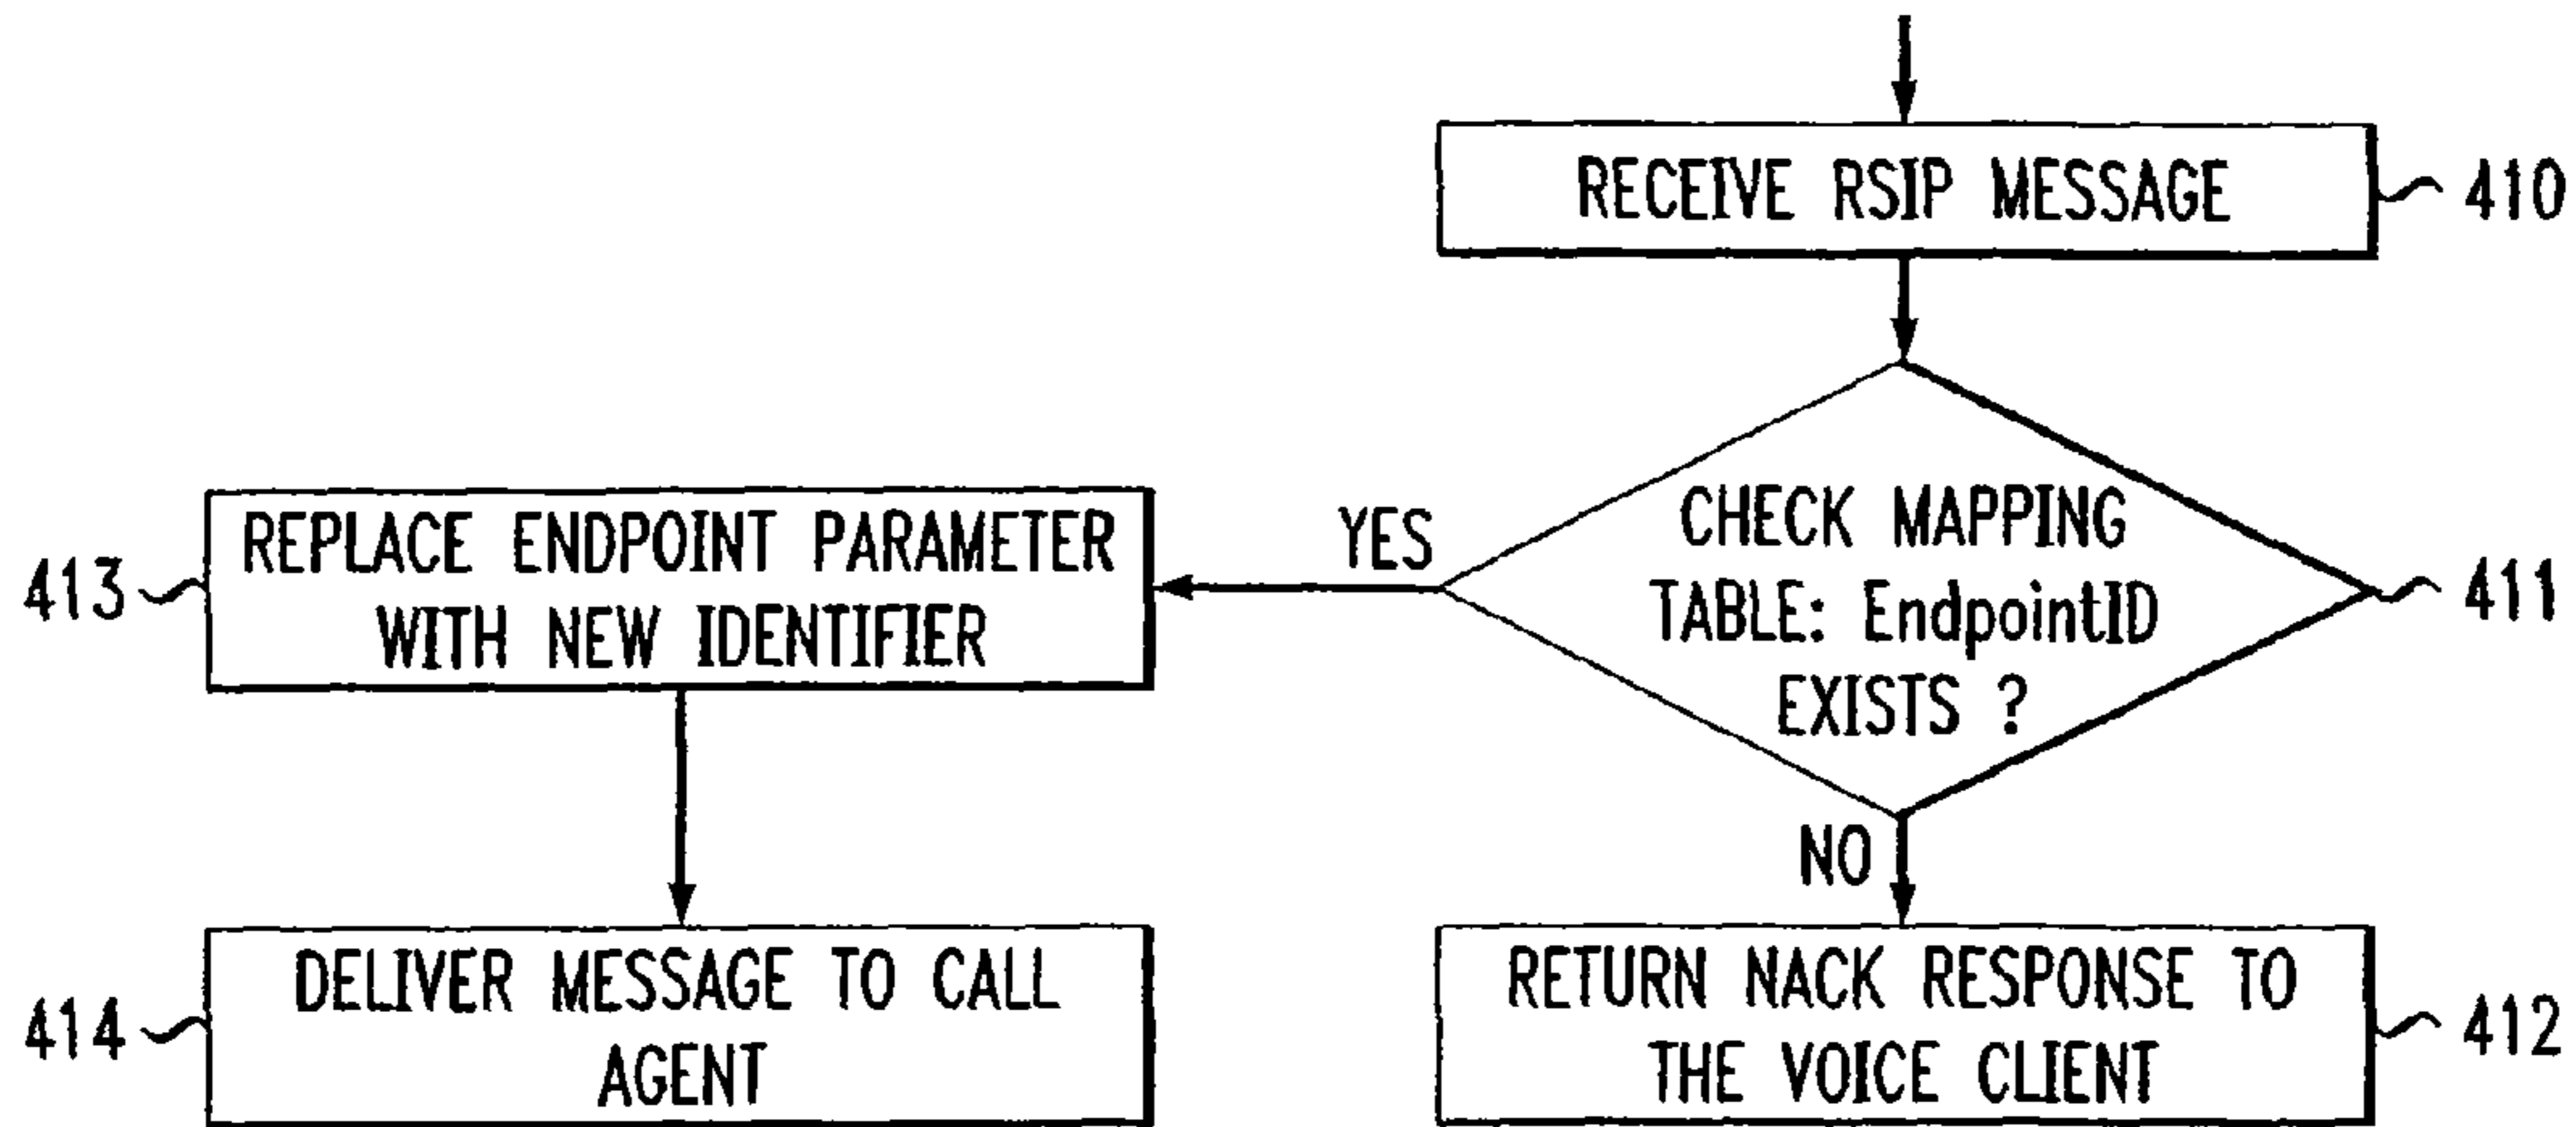 RECEIVE RSIP MESSAGE
410
CHECK MAPPING
TABLE: EndpointID
EXISTS ?
411
YES
NO
REPLACE ENDPOINT PARAMETER
WITH NEW IDENTIFIER
413
DELIVER MESSAGE TO CALL
AGENT
414
RETURN NACK RESPONSE TO
THE VOICE CLIENT
412